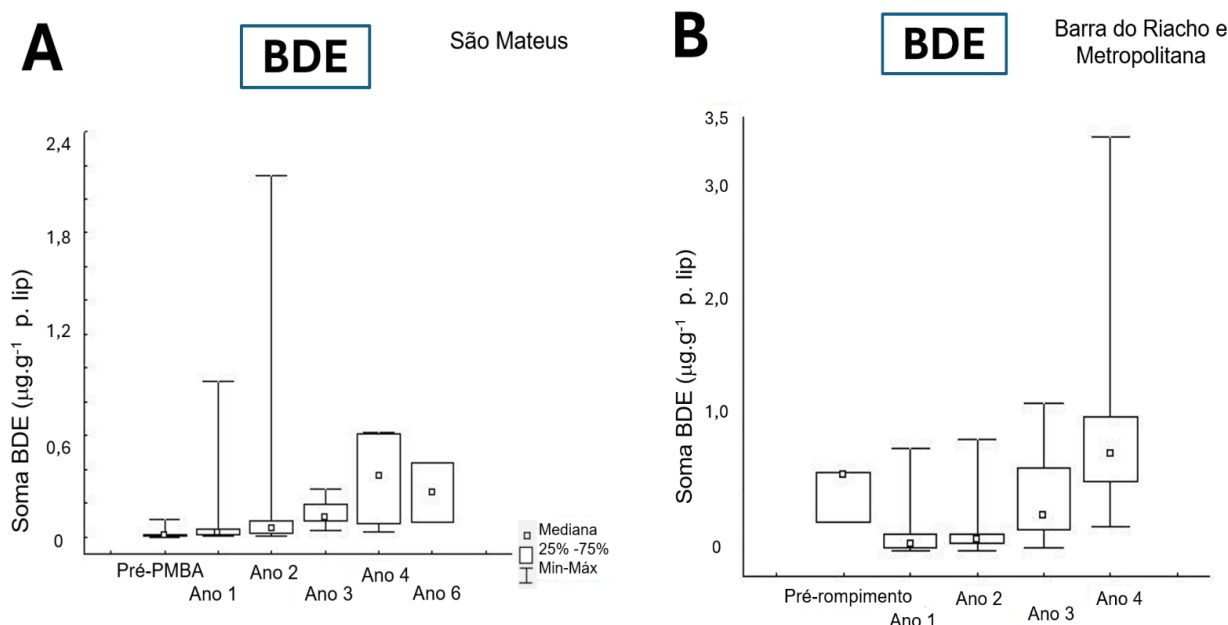 A
BDE
São Mateus
Soma BDE (µg.g⁻¹ p. lip)
2,4
1,8
1,2
0,6
0
Pré-PMBA
Ano 1
Ano 2
Ano 3
Ano 4
Ano 6
Mediana
25% -75%
Min-Máx
B
BDE
Barra do Riacho e
Metropolitana
Soma BDE (µg.g⁻¹ p. lip)
3,5
3,0
2,0
1,0
0
Pré-rompimento
Ano 1
Ano 2
Ano 3
Ano 4